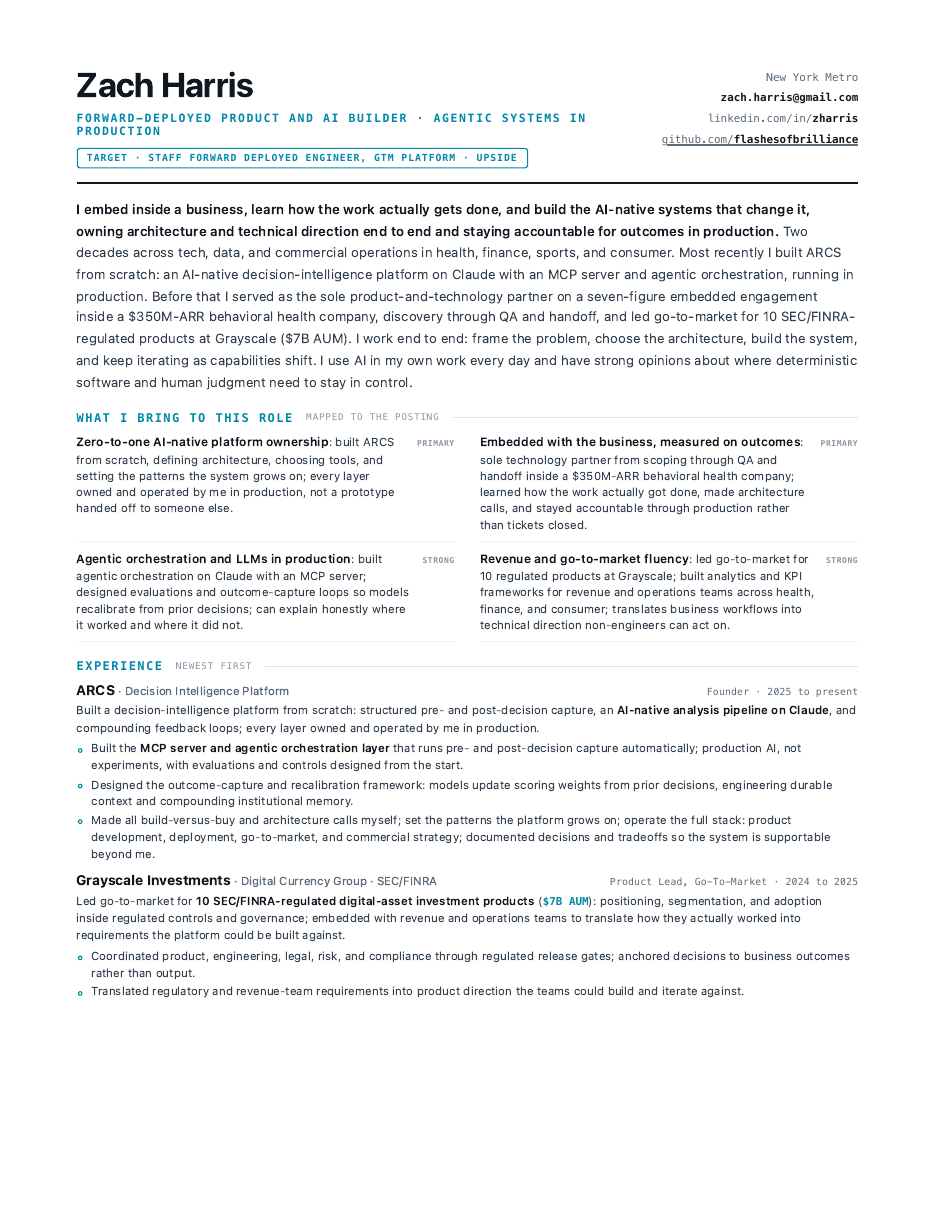 Zach Harris
FORWARD-DEPLOYED PRODUCT AND AI BUILDER · AGENTIC SYSTEMS IN
PRODUCTION
TARGET · STAFF FORWARD DEPLOYED ENGINEER, GTM PLATFORM · UPSIDE
New York Metro
zach.harris@gmail.com
linkedin.com/in/zharris
github.com/flashesofbrilliance
I embed inside a business, learn how the work actually gets done, and build the AI-native systems that change it,
owning architecture and technical direction end to end and staying accountable for outcomes in production. Two
decades across tech, data, and commercial operations in health, finance, sports, and consumer. Most recently I built ARCS
from scratch: an AI-native decision-intelligence platform on Claude with an MCP server and agentic orchestration, running in
production. Before that I served as the sole product-and-technology partner on a seven-figure embedded engagement
inside a $350M-ARR behavioral health company, discovery through QA and handoff, and led go-to-market for 10 SEC/FINRA-
regulated products at Grayscale ($7B AUM). I work end to end: frame the problem, choose the architecture, build the system,
and keep iterating as capabilities shift. I use AI in my own work every day and have strong opinions about where deterministic
software and human judgment need to stay in control.
WHAT I BRING TO THIS ROLE MAPPED TO THE POSTING
Zero-to-one AI-native platform ownership: built ARCS PRIMARY
from scratch, defining architecture, choosing tools, and
setting the patterns the system grows on; every layer
owned and operated by me in production, not a prototype
handed off to someone else.
Embedded with the business, measured on outcomes: PRIMARY
sole technology partner from scoping through QA and
handoff inside a $350M-ARR behavioral health company;
learned how the work actually got done, made architecture
calls, and stayed accountable through production rather
than tickets closed.
Agentic orchestration and LLMs in production: built STRONG
agentic orchestration on Claude with an MCP server;
designed evaluations and outcome-capture loops so models
recalibrate from prior decisions; can explain honestly where
it worked and where it did not.
Revenue and go-to-market fluency: led go-to-market for STRONG
10 regulated products at Grayscale; built analytics and KPI
frameworks for revenue and operations teams across health,
finance, and consumer; translates business workflows into
technical direction non-engineers can act on.
EXPERIENCE NEWEST FIRST
ARCS · Decision Intelligence Platform Founder · 2025 to present
Built a decision-intelligence platform from scratch: structured pre- and post-decision capture, an AI-native analysis pipeline on Claude, and
compounding feedback loops; every layer owned and operated by me in production.
Built the MCP server and agentic orchestration layer that runs pre- and post-decision capture automatically; production AI, not
experiments, with evaluations and controls designed from the start.
Designed the outcome-capture and recalibration framework: models update scoring weights from prior decisions, engineering durable
context and compounding institutional memory.
Made all build-versus-buy and architecture calls myself; set the patterns the platform grows on; operate the full stack: product
development, deployment, go-to-market, and commercial strategy; documented decisions and tradeoffs so the system is supportable
beyond me.
Grayscale Investments · Digital Currency Group · SEC/FINRA Product Lead, Go-To-Market · 2024 to 2025
Led go-to-market for 10 SEC/FINRA-regulated digital-asset investment products ($7B AUM): positioning, segmentation, and adoption
inside regulated controls and governance; embedded with revenue and operations teams to translate how they actually worked into
requirements the platform could be built against.
Coordinated product, engineering, legal, risk, and compliance through regulated release gates; anchored decisions to business outcomes
rather than output.
Translated regulatory and revenue-team requirements into product direction the teams could build and iterate against.